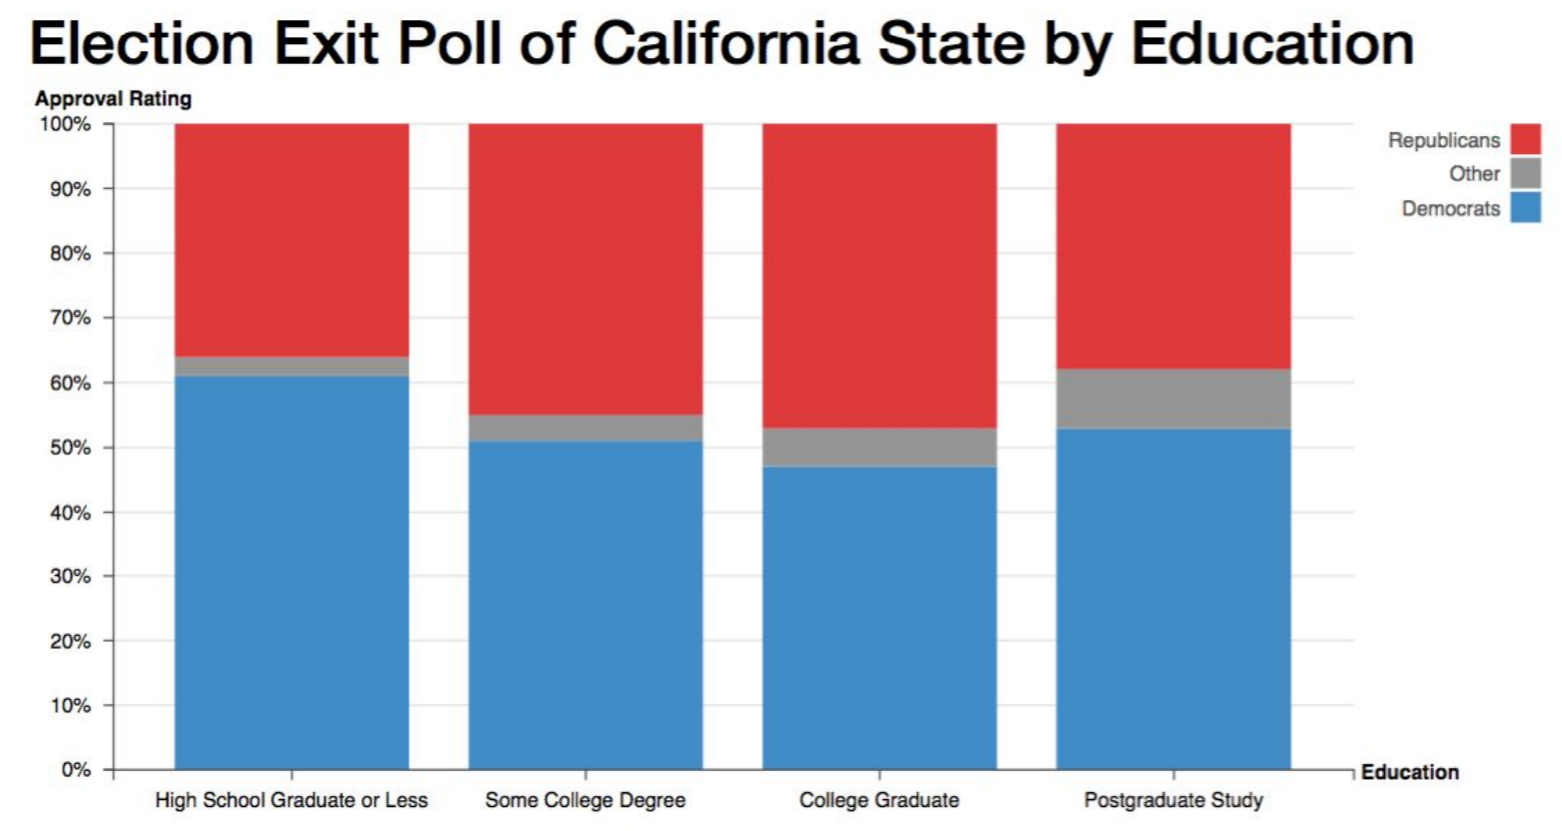 Election Exit Poll of California State by Education
Approval Rating
100%
90%
80%
70%
60%
50%
40%
30%
20%
10%
0%
Republicans
Other
Democrats
High School Graduate or Less
Some College Degree
College Graduate
Postgraduate Study
Education